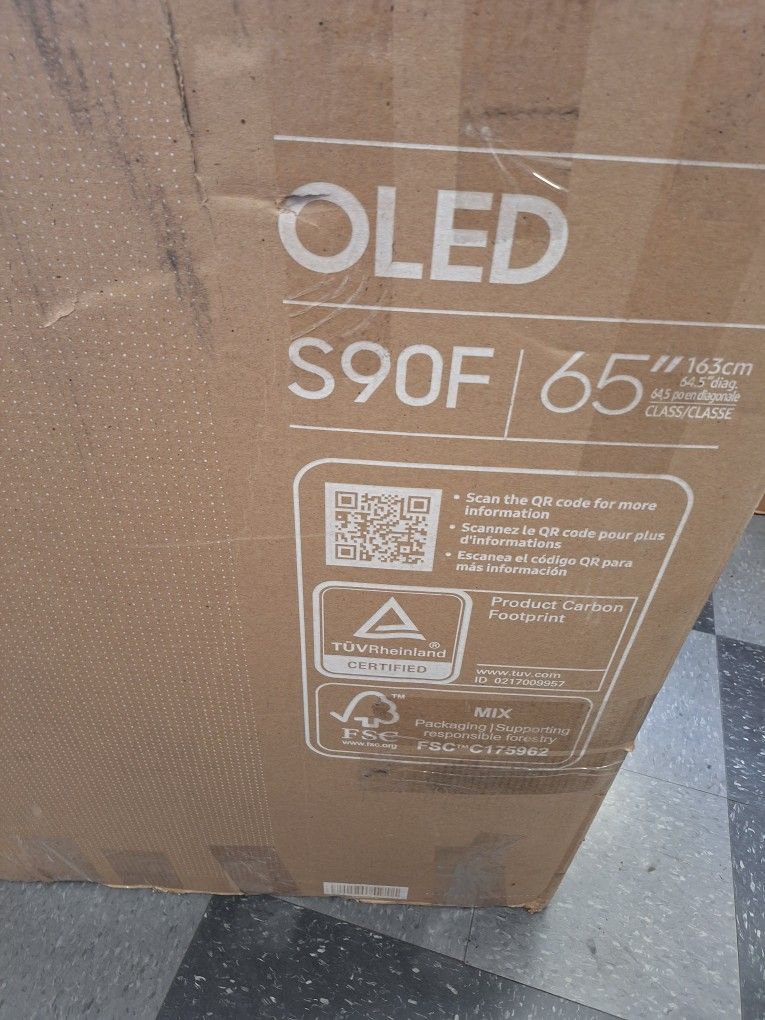 OLED
S90F | 65" 163cm
64.5"diag.
64,5 po en diagonale
CLASS/CLASSE
• Scan the QR code for more
information
• Scannez le QR code pour plus
d'informations
• Escanea el código QR para
más información
TÜVRheinland®
CERTIFIED
Product Carbon
Footprint
www.tuv.com
ID 0217009957
FSC™
www.fsc.org
MIX
Packaging | Supporting
responsible forestry
FSC™ C175962